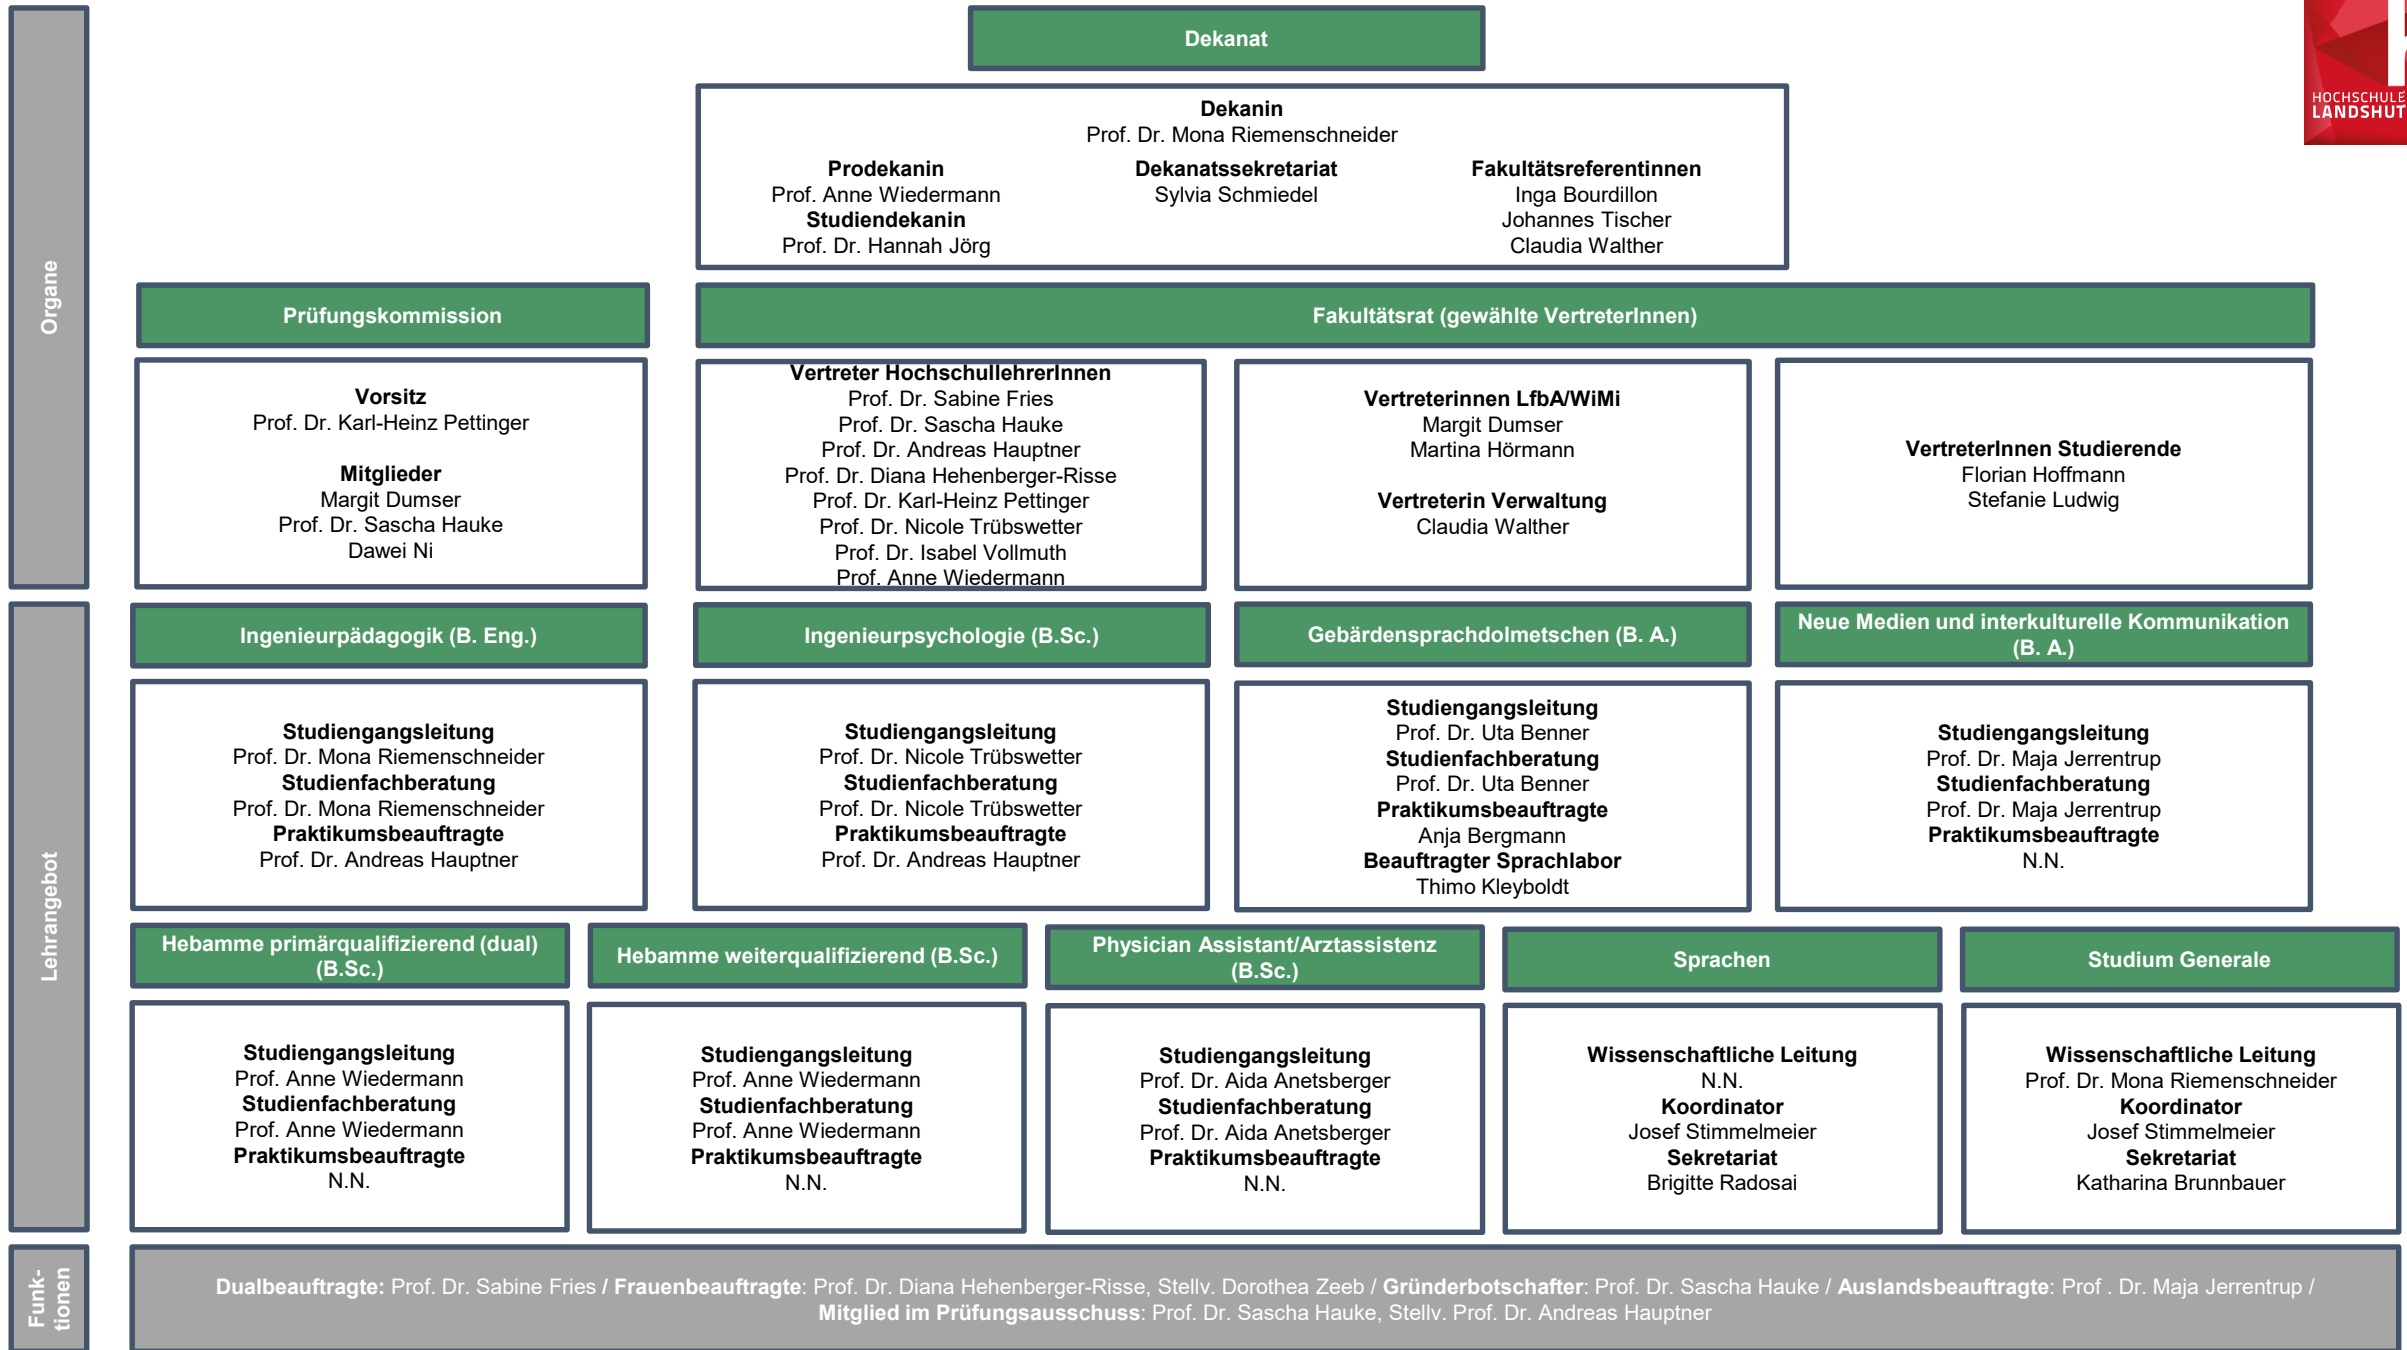 Dekanat
HOCHSCHULE
LANDSHUT
Dekanin
Prof. Dr. Mona Riemenschneider
Prodekanin
Prof. Anne Wiedermann
Studiendekanin
Prof. Dr. Hannah Jörg
Dekanatssekretariat
Sylvia Schmiedel
Fakultätsreferentinnen
Inga Bourdillon
Johannes Tischer
Claudia Walther
Organe
Prüfungskommission
Fakultätsrat (gewählte VertreterInnen)
Vorsitz
Prof. Dr. Karl-Heinz Pettinger
Mitglieder
Margit Dumser
Prof. Dr. Sascha Hauke
Dawei Ni
Vertreter HochschullehrerInnen
Prof. Dr. Sabine Fries
Prof. Dr. Sascha Hauke
Prof. Dr. Andreas Hauptner
Prof. Dr. Diana Hehenberger-Risse
Prof. Dr. Karl-Heinz Pettinger
Prof. Dr. Nicole Trübswetter
Prof. Dr. Isabel Vollmuth
Prof. Anne Wiedermann
Vertreterinnen LfbA/WiMi
Margit Dumser
Martina Hörmann
Vertreterin Verwaltung
Claudia Walther
VertreterInnen Studierende
Florian Hoffmann
Stefanie Ludwig
Lehrangebot
Ingenieurpädagogik (B. Eng.)
Ingenieurpsychologie (B.Sc.)
Gebärdensprachdolmetschen (B. A.)
Neue Medien und interkulturelle Kommunikation
(B. A.)
Studiengangsleitung
Prof. Dr. Mona Riemenschneider
Studienfachberatung
Prof. Dr. Mona Riemenschneider
Praktikumsbeauftragte
Prof. Dr. Andreas Hauptner
Studiengangsleitung
Prof. Dr. Nicole Trübswetter
Studienfachberatung
Prof. Dr. Nicole Trübswetter
Praktikumsbeauftragte
Prof. Dr. Andreas Hauptner
Studiengangsleitung
Prof. Dr. Uta Benner
Studienfachberatung
Prof. Dr. Uta Benner
Praktikumsbeauftragte
Anja Bergmann
Beauftragter Sprachlabor
Thimo Kleyboldt
Studiengangsleitung
Prof. Dr. Maja Jerrentrup
Studienfachberatung
Prof. Dr. Maja Jerrentrup
Praktikumsbeauftragte
N.N.
Hebamme primärqualifizierend (dual)
(B.Sc.)
Hebamme weiterqualifizierend (B.Sc.)
Physician Assistant/Arztassistenz
(B.Sc.)
Sprachen
Studium Generale
Studiengangsleitung
Prof. Anne Wiedermann
Studienfachberatung
Prof. Anne Wiedermann
Praktikumsbeauftragte
N.N.
Studiengangsleitung
Prof. Anne Wiedermann
Studienfachberatung
Prof. Anne Wiedermann
Praktikumsbeauftragte
N.N.
Studiengangsleitung
Prof. Dr. Aida Anetsberger
Studienfachberatung
Prof. Dr. Aida Anetsberger
Praktikumsbeauftragte
N.N.
Wissenschaftliche Leitung
N.N.
Koordinator
Josef Stimmelmeier
Sekretariat
Brigitte Radosai
Wissenschaftliche Leitung
Prof. Dr. Mona Riemenschneider
Koordinator
Josef Stimmelmeier
Sekretariat
Katharina Brunnbauer
Funk-
tionen
Dualbeauftragte: Prof. Dr. Sabine Fries / Frauenbeauftragte: Prof. Dr. Diana Hehenberger-Risse, Stellv. Dorothea Zeeb / Gründerbotschafter: Prof. Dr. Sascha Hauke / Auslandsbeauftragte: Prof . Dr. Maja Jerrentrup /
Mitglied im Prüfungsausschuss: Prof. Dr. Sascha Hauke, Stellv. Prof. Dr. Andreas Hauptner